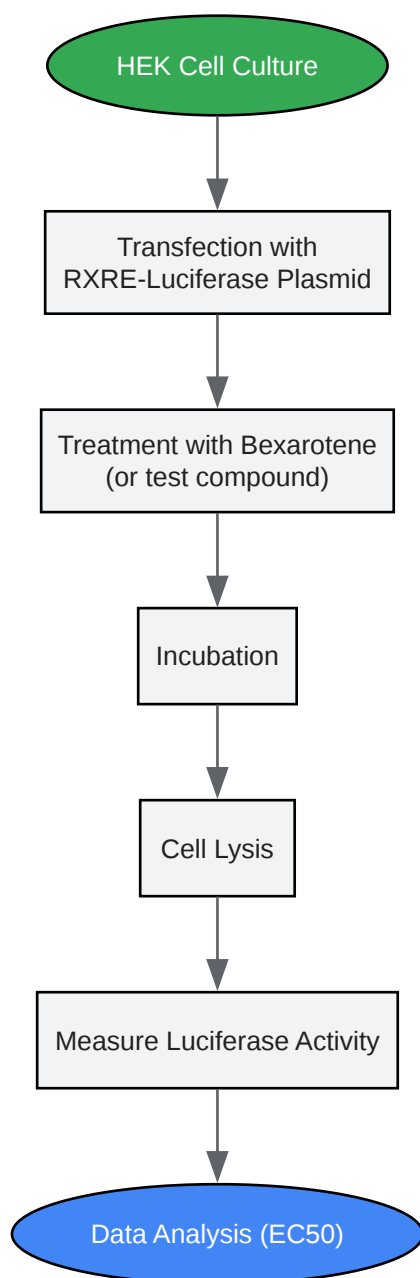 HEK Cell Culture
Transfection with
RXRE-Luciferase Plasmid
Treatment with Bexarotene
(or test compound)
Incubation
Cell Lysis
Measure Luciferase Activity
Data Analysis (EC50)